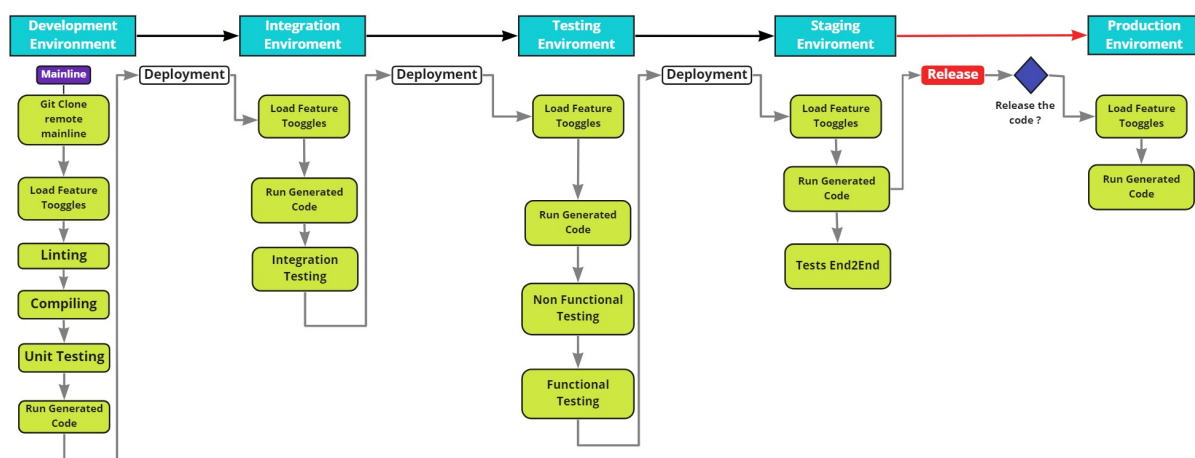 Development
Environment
Integration
Enviroment
Testing
Enviroment
Staging
Enviroment
Production
Enviroment
Mainline
Git Clone
remote
mainline
Load Feature
Tooggles
Linting
Compiling
Unit Testing
Run Generated
Code
Deployment
Load Feature
Tooggles
Run Generated
Code
Integration
Testing
Deployment
Load Feature
Tooggles
Run Generated
Code
Non Functional
Testing
Functional
Testing
Deployment
Load Feature
Tooggles
Run Generated
Code
Tests End2End
Release
Release the
code ?
Load Feature
Tooggles
Run Generated
Code